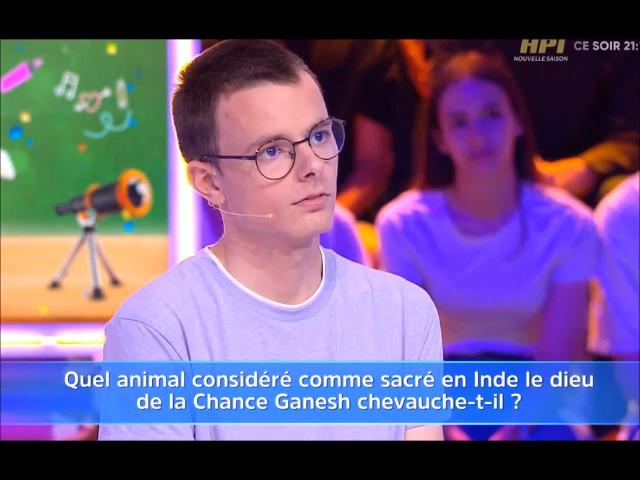 HPI
NOUVELLE SAISON
CE SOIR 21:
Quel animal considéré comme sacré en Inde le dieu
de la Chance Ganesh chevauche-t-il ?